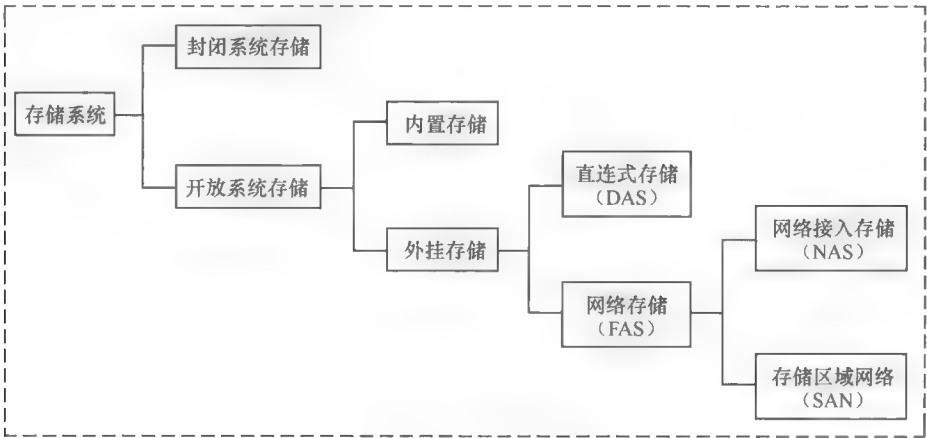 封闭系统存储
存储系统
内置存储
开放系统存储
直连式存储
（DAS）
外挂存储
网络接入存储
（NAS）
网络存储
（FAS）
存储区域网络
（SAN）